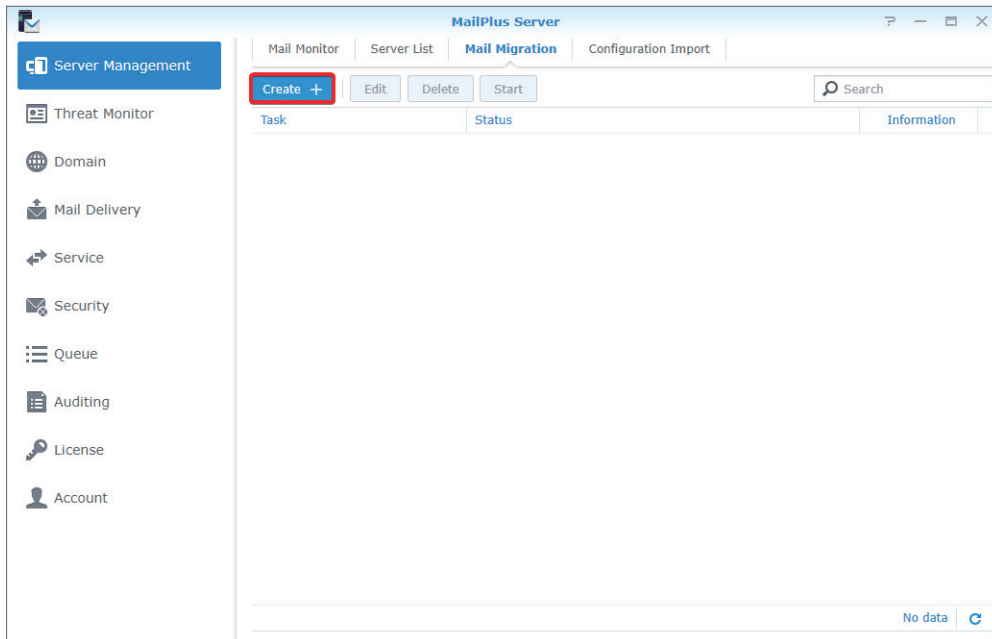 MailPlus Server
Server Management
Threat Monitor
Domain
Mail Delivery
Service
Security
Queue
Auditing
License
Account
Mail Monitor Server List Mail Migration Configuration Import
Create + Edit Delete Start Search
Task Status Information
No data